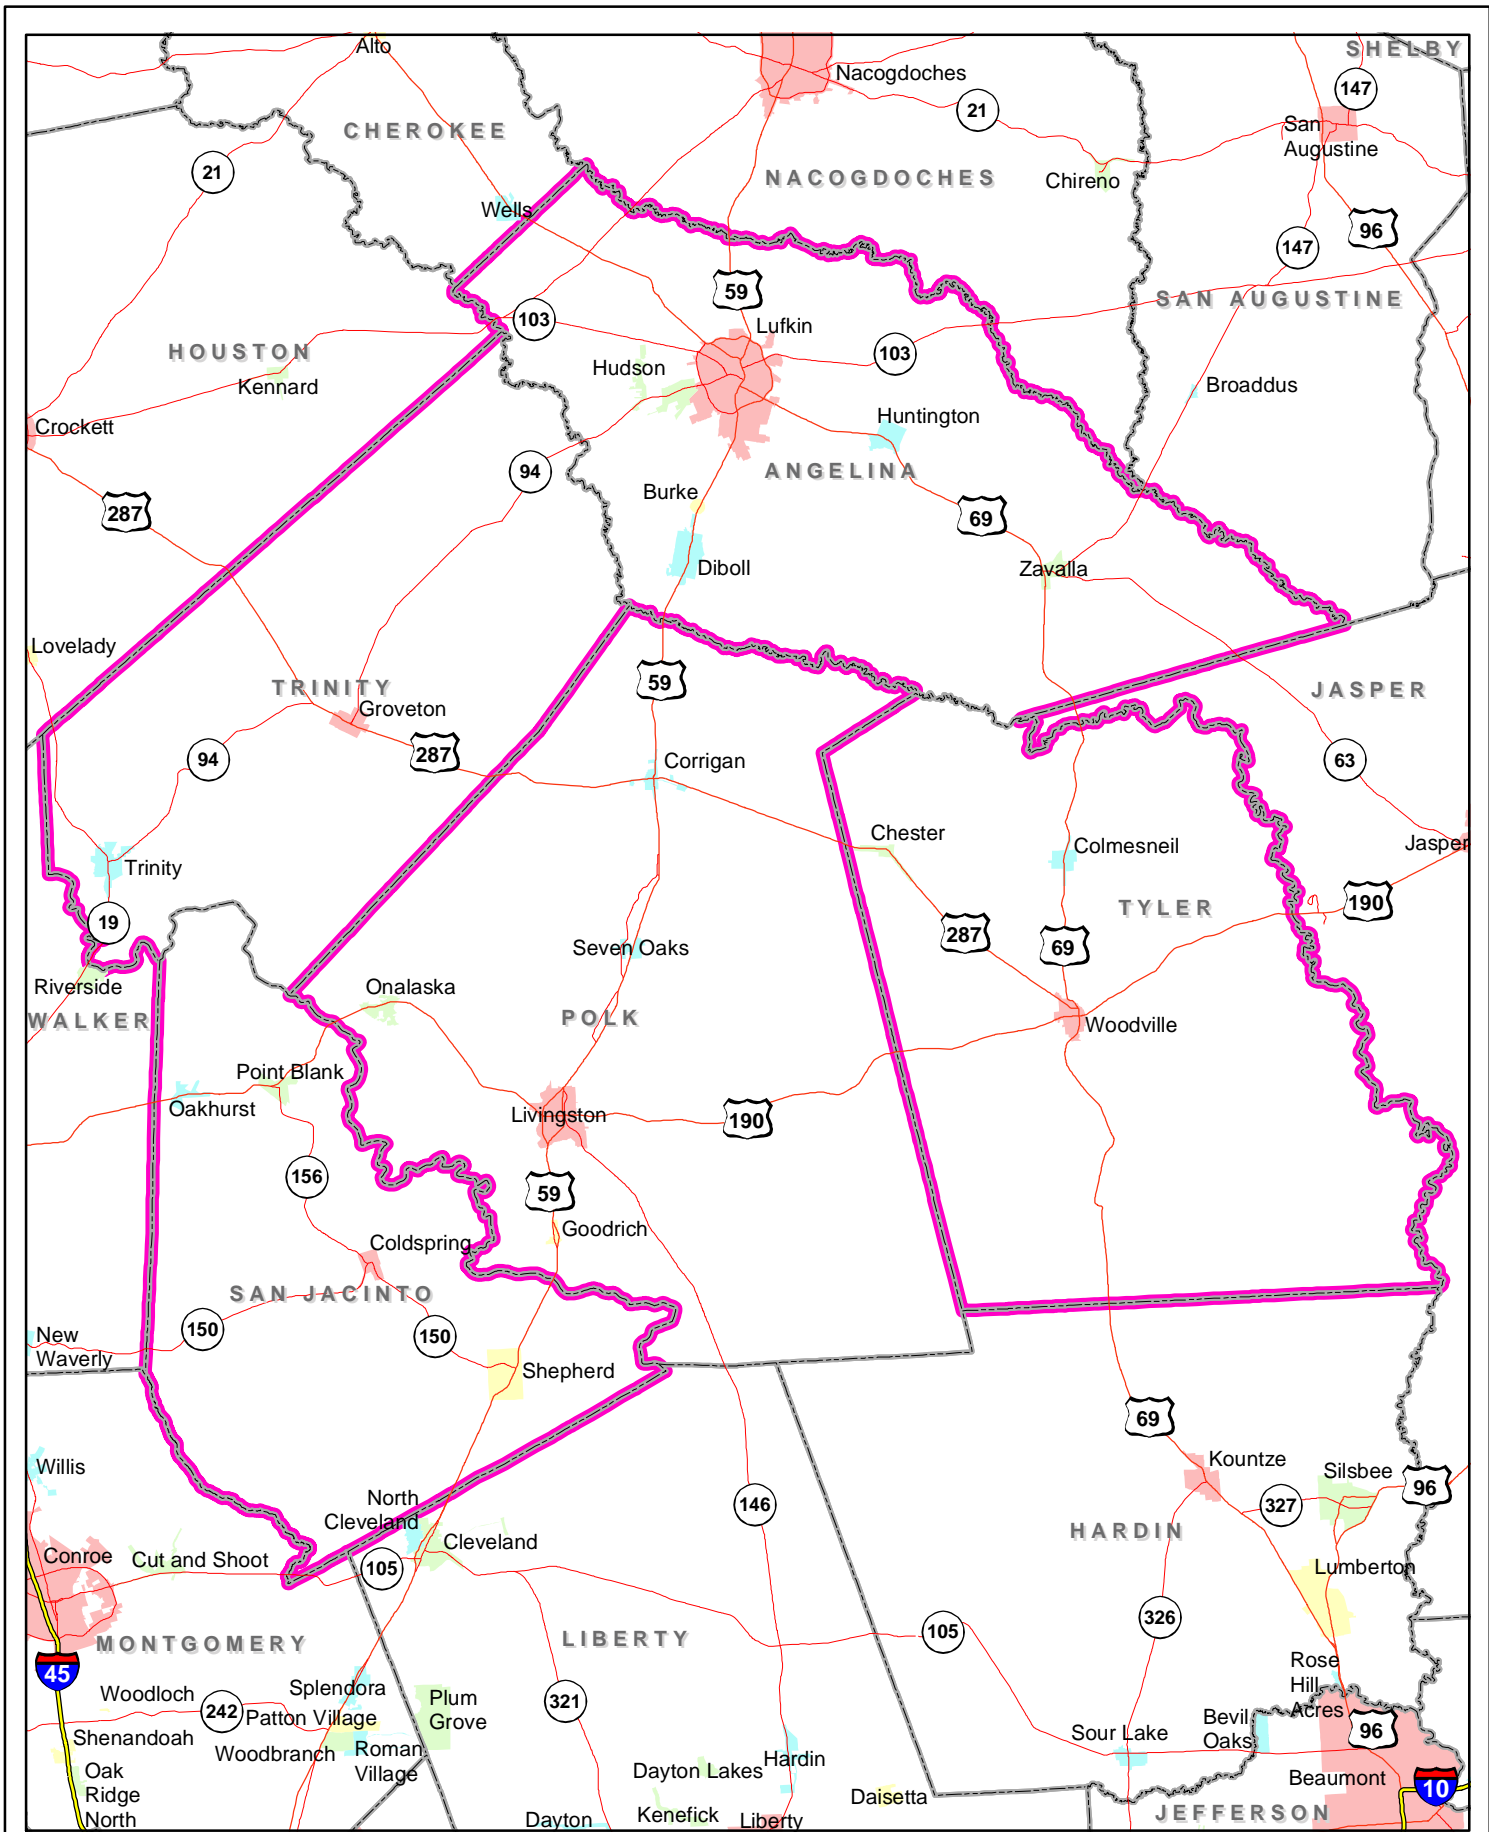 Alto
SHELBY
Nacogdoches
147
21
San
Augustine
CHEROKEE
21
NACOGDOCHES
Chireno
Wells
96
147
59
SAN AUGUSTINE
103
Lufkin
HOUSTON
103
Hudson
Kennard
Broaddus
Crockett
Huntington
94
ANGELINA
Burke
287
69
Diboll
Zavalla
Lovelady
59
TRINITY
JASPER
Groveton
287
Corrigan
94
63
Chester
Colmesneil
Jasper
Trinity
190
TYLER
19
287
69
Seven Oaks
Riverside
Onalaska
WALKER
POLK
Woodville
Point Blank
Oakhurst
Livingston
190
156
59
Goodrich
Coldspring
SAN JACINTO
150
150
New
Waverly
Shepherd
69
Willis
Kountze
Silsbee
96
North
Cleveland
146
327
Cleveland
HARDIN
Conroe
Cut and Shoot
105
Lumberton
326
105
MONTGOMERY
LIBERTY
45
Rose
Hill
Acres
Splendora
Plum
Grove
321
Woodloch
242
Patton Village
Bevil
Oaks
96
Shenandoah
Woodbranch
Roman
Village
Sour Lake
Hardin
Oak
Ridge
North
Dayton Lakes
Beaumont
10
Daisetta
Kenefick
Dayton
Liberty
JEFFERSON